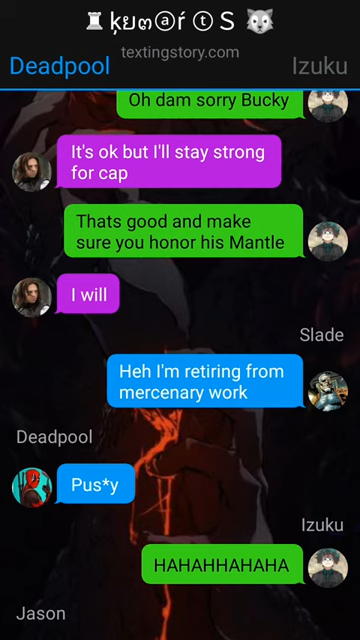 textingstory.com
Deadpool
Izuku
Oh dam sorry Bucky
It's ok but I'll stay strong
for cap
Thats good and make
sure you honor his Mantle
I will
Slade
Heh I'm retiring from
mercenary work
Deadpool
Pus*y
Izuku
HAHAHHAHAHA
Jason